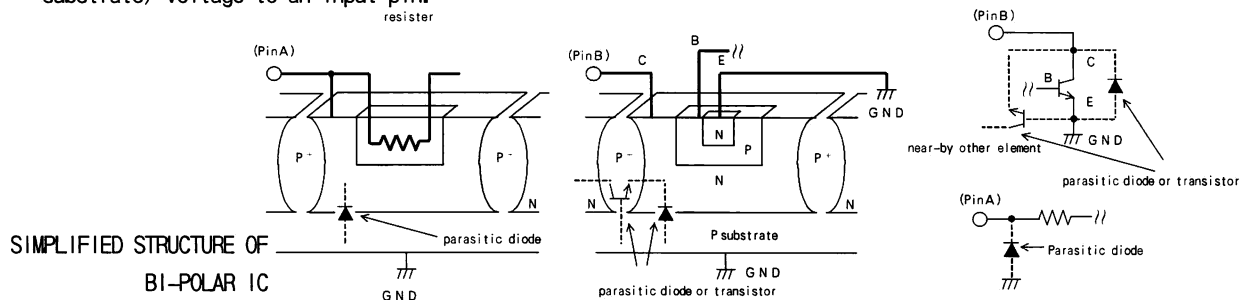 substrate) voltage to an input pin.
resister
(PinA)
P+
P-
N
parasitic diode
GND
SIMPLIFIED STRUCTURE OF
BI-POLAR IC
(PinB)
C
B
E
GND
N
P
P-
P+
N
N
N
P substrate
GND
parasitic diode or transistor
(PinB)
C
B
E
GND
near-by other element
parasitic diode or transistor
(PinA)
Parasitic diode